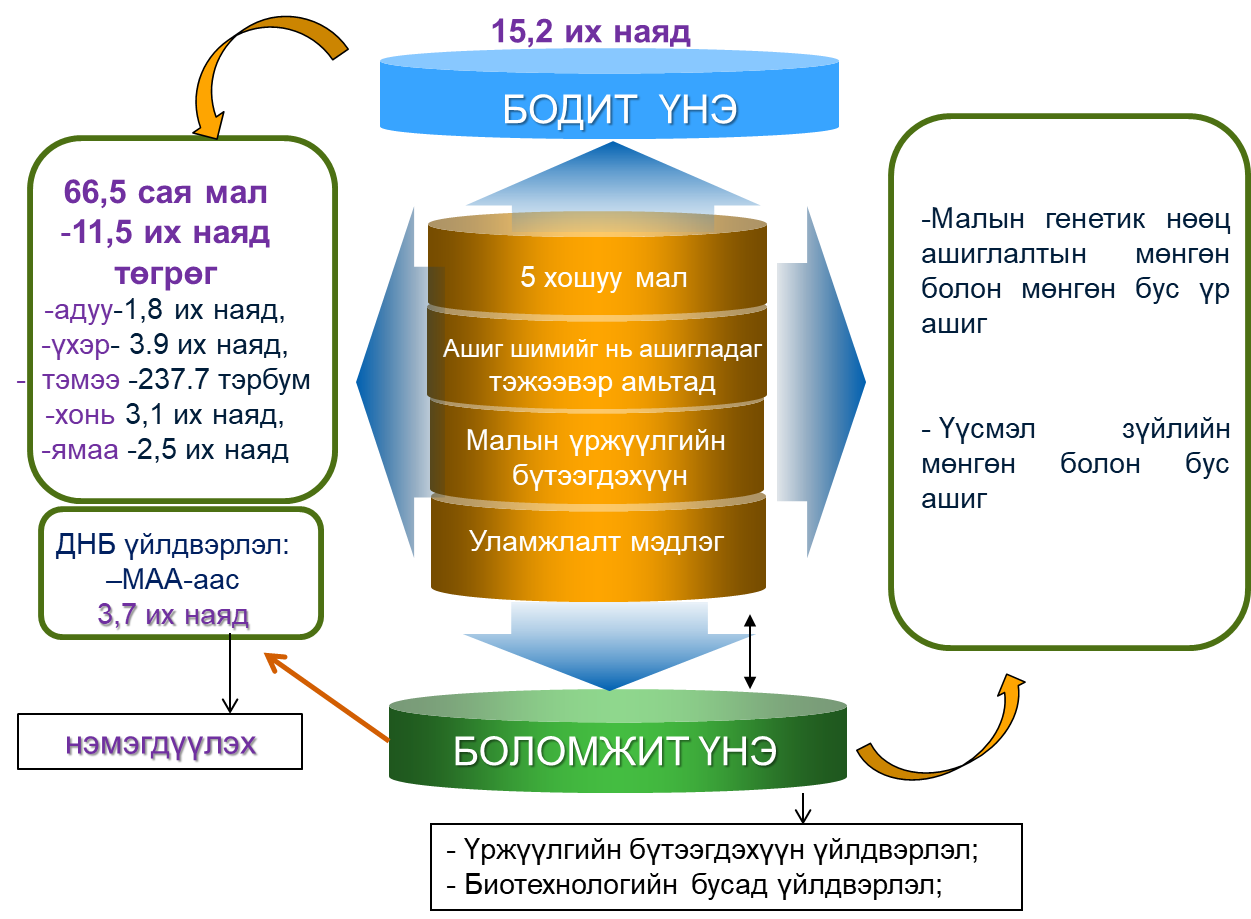 15,2 их наяд
БОДИТ ҮНЭ
66,5 сая мал
-11,5 их наяд
төгрөг
-адуу-1,8 их наяд,
-үхэр- 3.9 их наяд,
- тэмээ -237.7 тэрбум
-хонь 3,1 их наяд,
-ямаа -2,5 их наяд
ДНБ үйлдвэрлэл:
–МАА-аас
3,7 их наяд
нэмэгдүүлэх
5 хошуу мал
Ашиг шимийг нь ашигладаг
тэжээвэр амьтад
Малын үржүүлгийн
бүтээгдэхүүн
Уламжлалт мэдлэг
-Малын генетик нөөц
ашиглалтын мөнгөн
болон мөнгөн бус үр
ашиг
- Үүсмэл зүйлийн
мөнгөн болон бус
ашиг
БОЛОМЖИТ ҮНЭ
- Үржүүлгийн бүтээгдэхүүн үйлдвэрлэл;
- Биотехнологийн бусад үйлдвэрлэл;